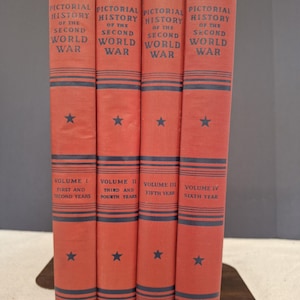 PICTORIAL
HISTORY
OF THE
SECOND
WORLD
WAR
VOLUME I
FIRST AND
SECOND YEARS
PICTORIAL
HISTORY
OF THE
SECOND
WORLD
WAR
VOLUME II
THIRD AND
FOURTH YEARS
PICTORIAL
HISTORY
OF THE
SECOND
WORLD
WAR
VOLUME III
FIFTH YEAR
PICTORIAL
HISTORY
OF THE
SECOND
WORLD
WAR
VOLUME IV
SIXTH YEAR